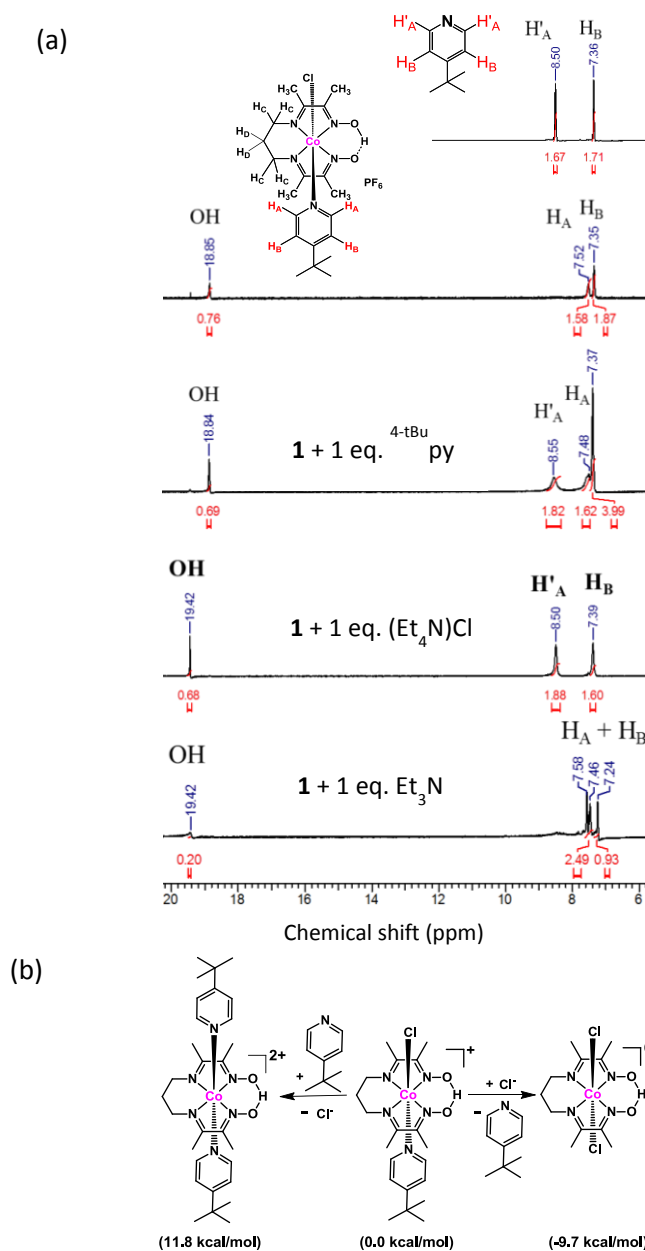 (a)
N
H'A H'A
HB HB
H'A HB
8.50 7.36
1.67 1.71
Cl
H3C CH3
HC HC
N N O
HD H
HD Co
N N O
HC HC
H3C CH3
PF6
N
HA HA
HB HB
OH HA HB
18.85 7.52 7.35
0.76 1.58 1.87
OH H'A HA
18.84 8.55 7.48 7.37
1 + 1 eq. 4-tBu py
0.69 1.82 1.62 3.99
OH H'A HB
19.42 8.50 7.39
1 + 1 eq. (Et4N)Cl
0.68 1.88 1.60
HA + HB
OH 7.58 7.46 7.24
19.42
1 + 1 eq. Et3N
0.20 2.49 0.93
20 18 16 14 12 10 8 6
Chemical shift (ppm)
(b)
N
N Cl Cl
2+ +
N N O
Co H
N N O
+ − Cl-
N N O
Co H
N N O
+ Cl- −
N
N N O
Co H
N N O
N N Cl
(11.8 kcal/mol) (0.0 kcal/mol) (-9.7 kcal/mol)